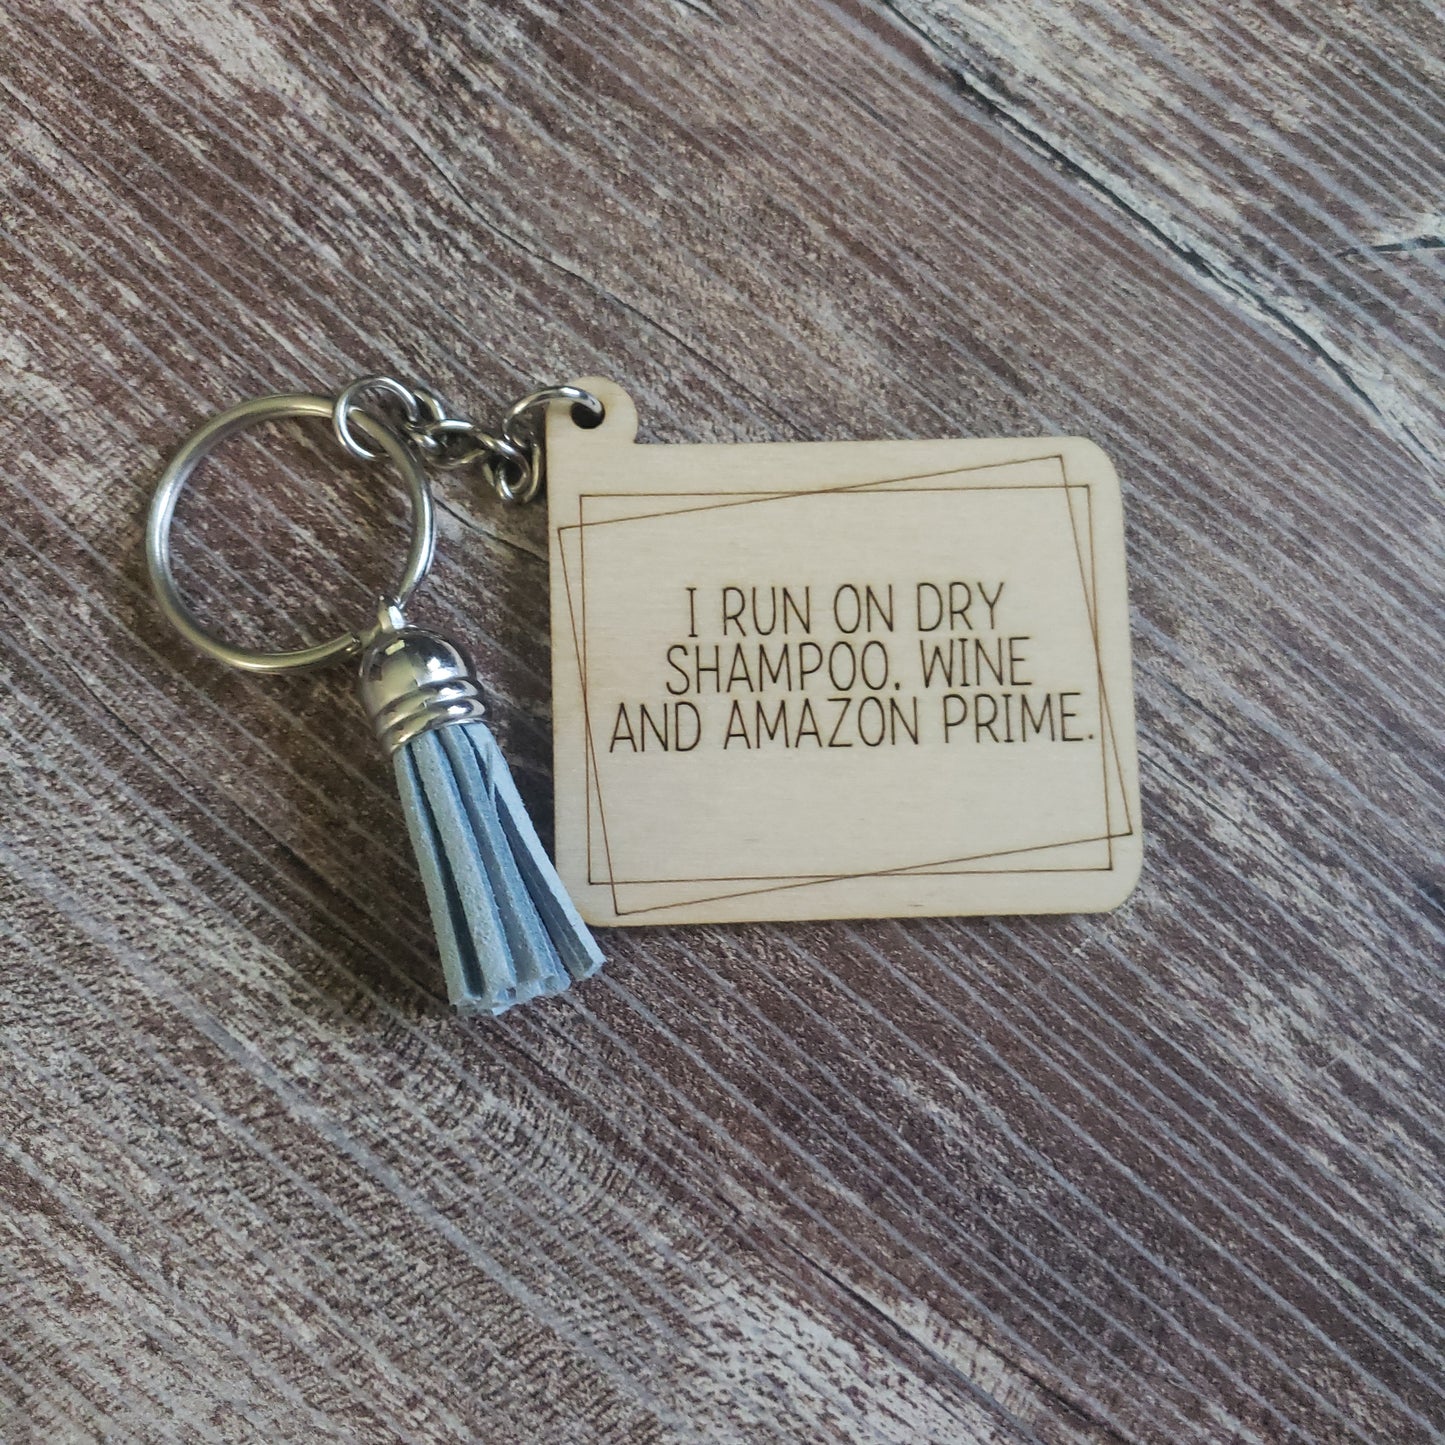 I RUN ON DRY
SHAMPOO. WINE
AND AMAZON PRIME.